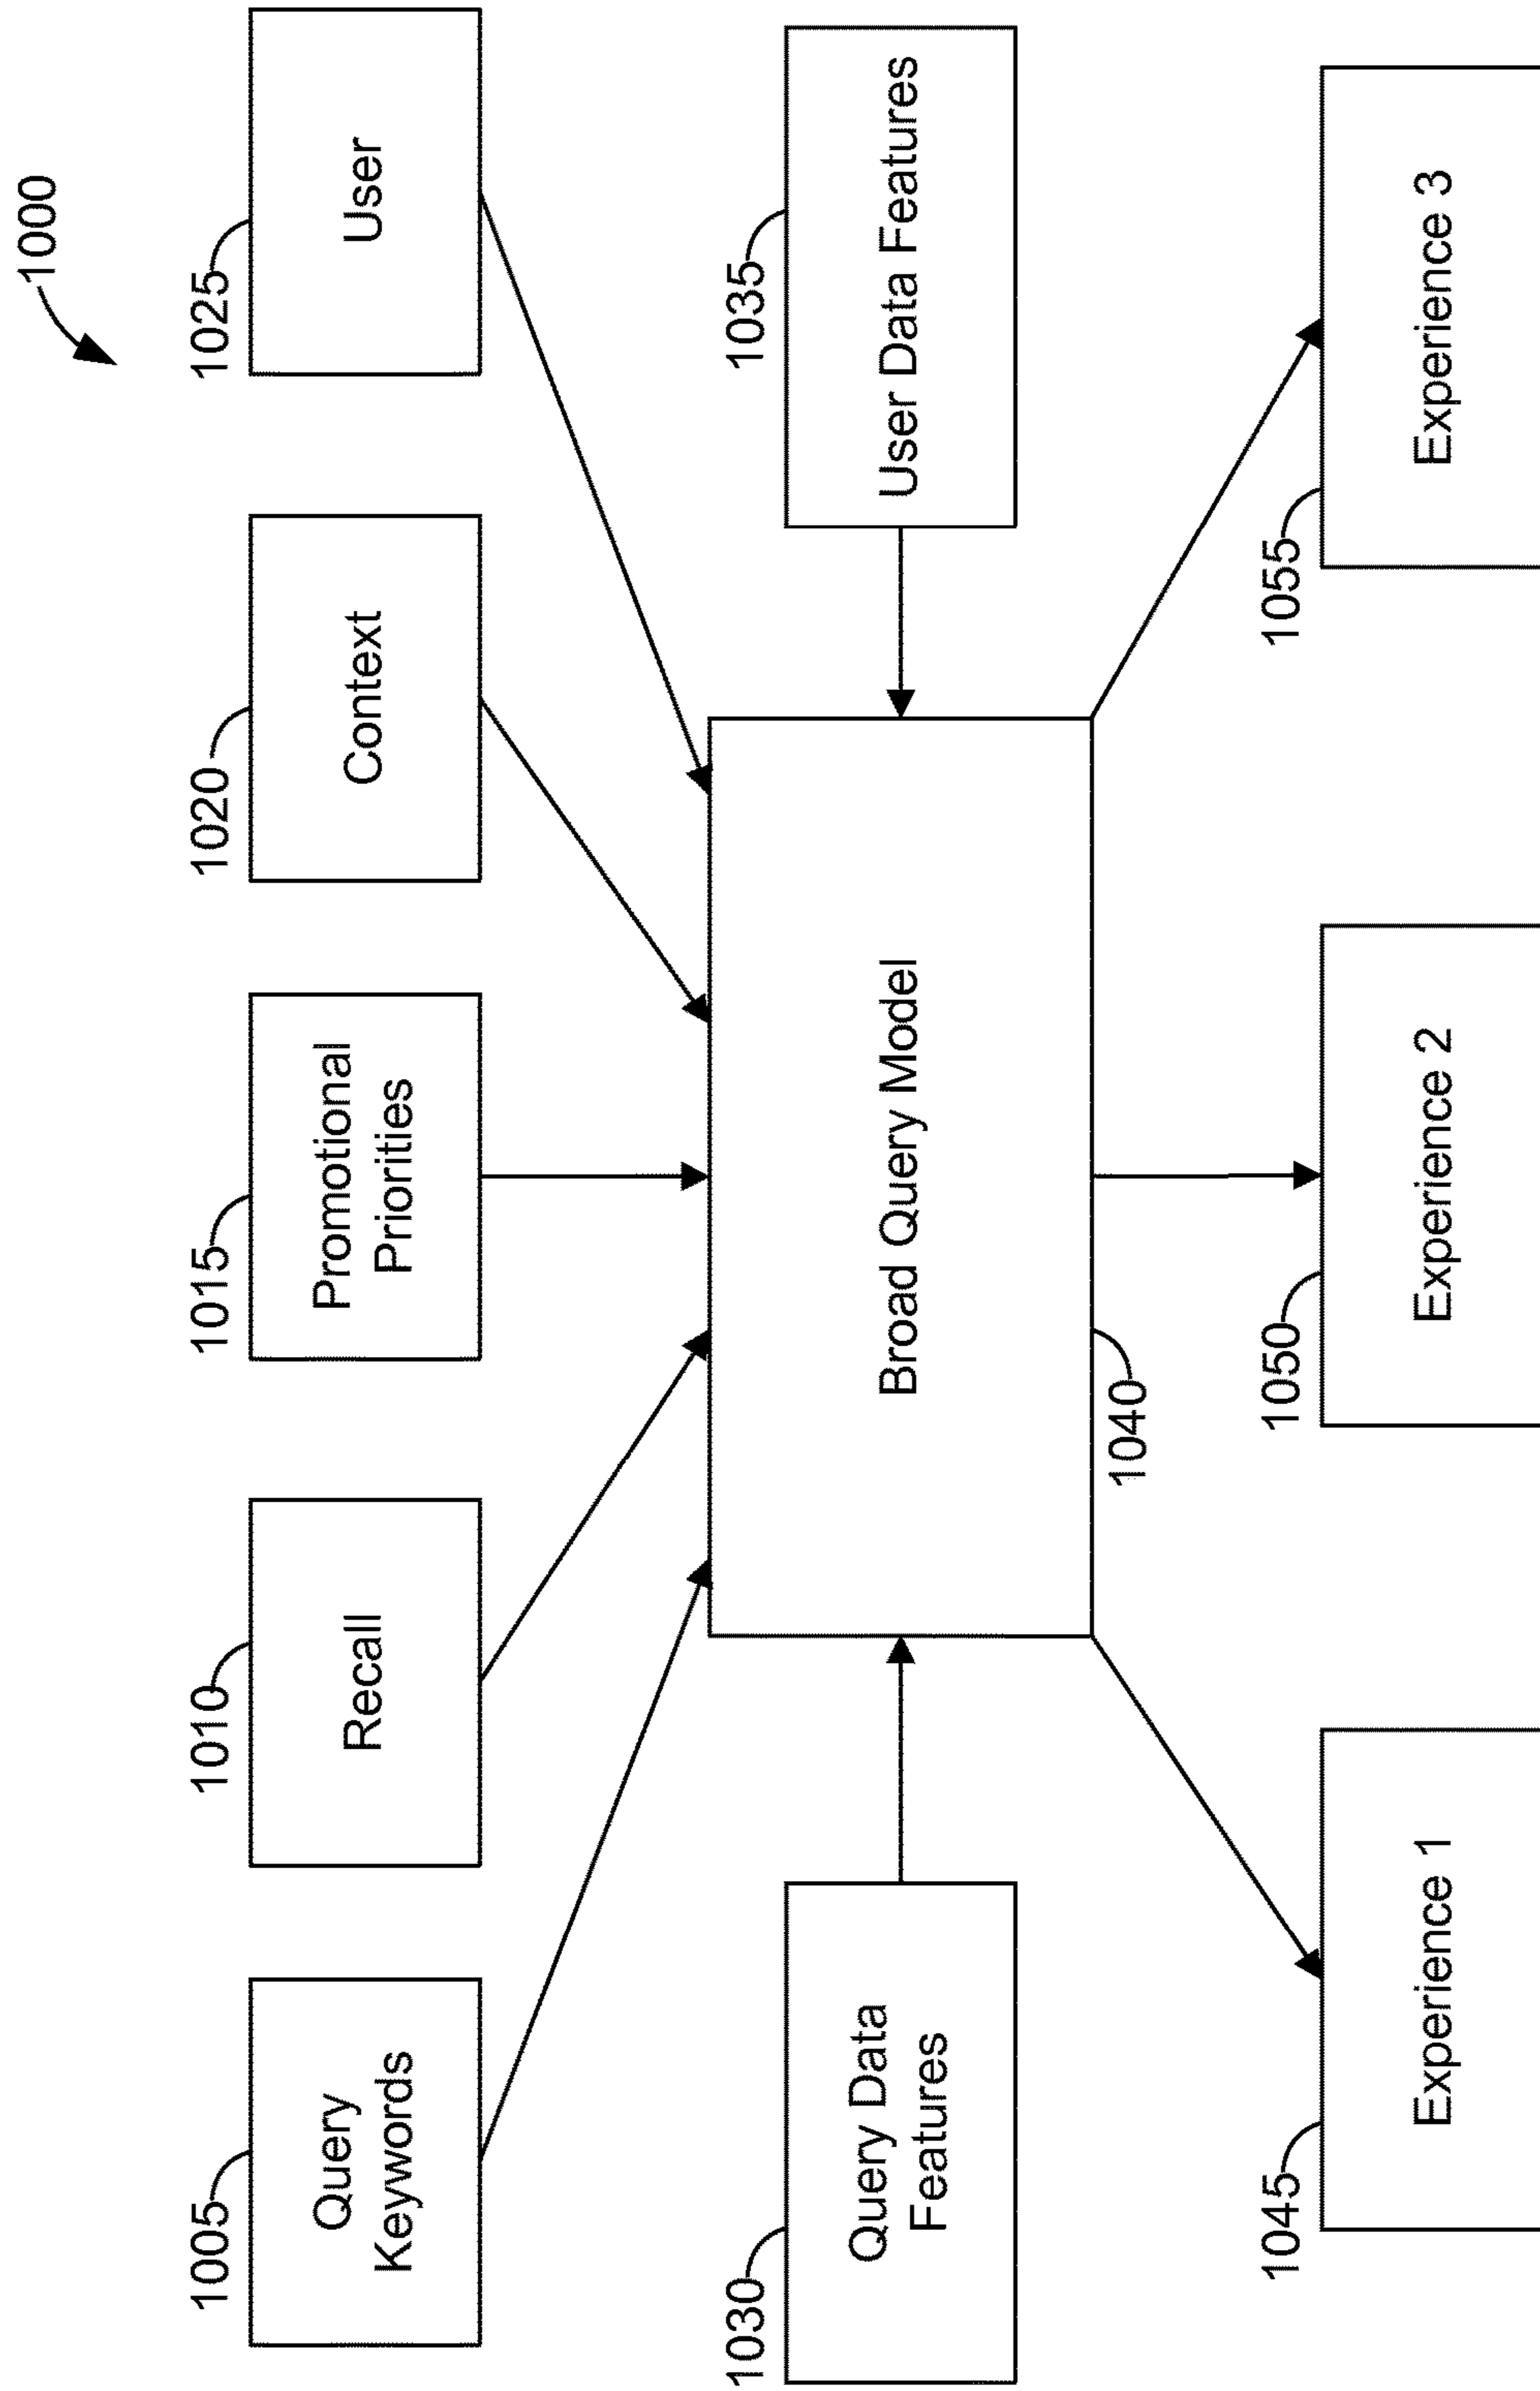 1000
1005
1010
1015
1020
1025
Query
Keywords
Recall
Promotional
Priorities
Context
User
1030
1035
Query Data
Features
Broad Query Model
User Data Features
1040
1045
1050
1055
Experience 1
Experience 2
Experience 3